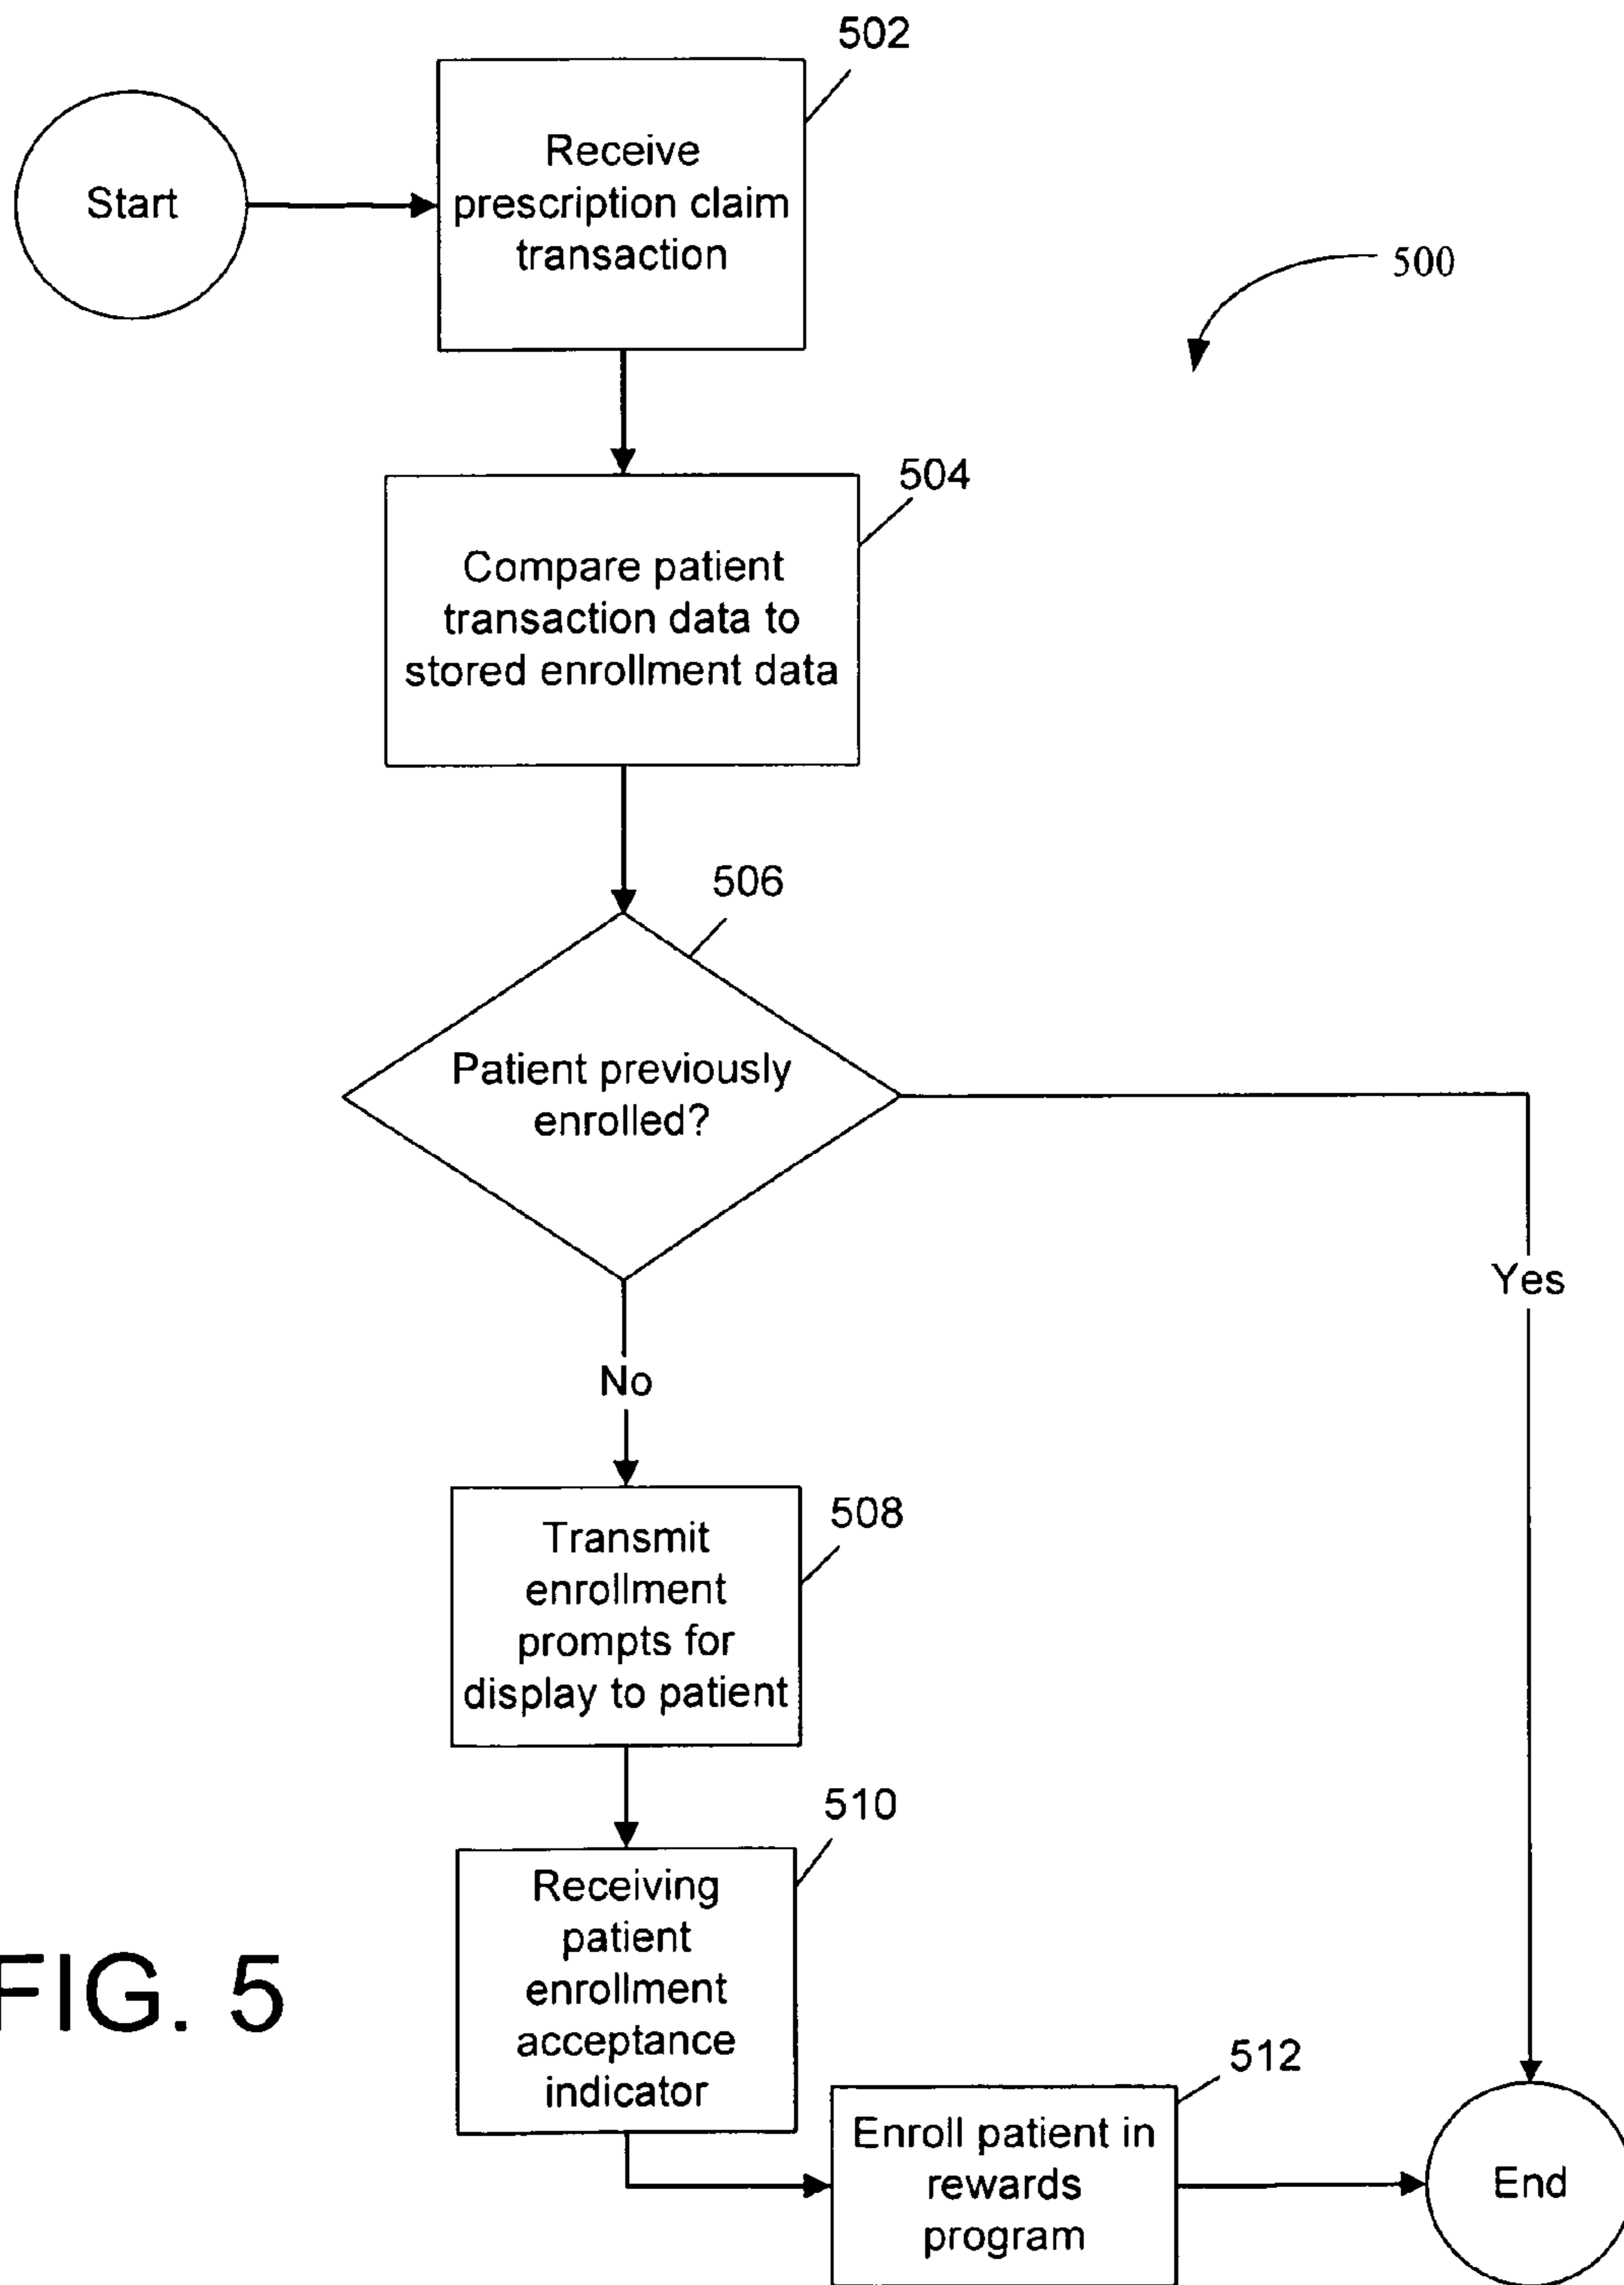 502
Start
Receive
prescription claim
transaction
500
504
Compare patient
transaction data to
stored enrollment data
506
Patient previously
enrolled?
Yes
No
508
Transmit
enrollment
prompts for
display to patient
510
Receiving
patient
enrollment
acceptance
indicator
FIG. 5
512
Enroll patient in
rewards
program
End